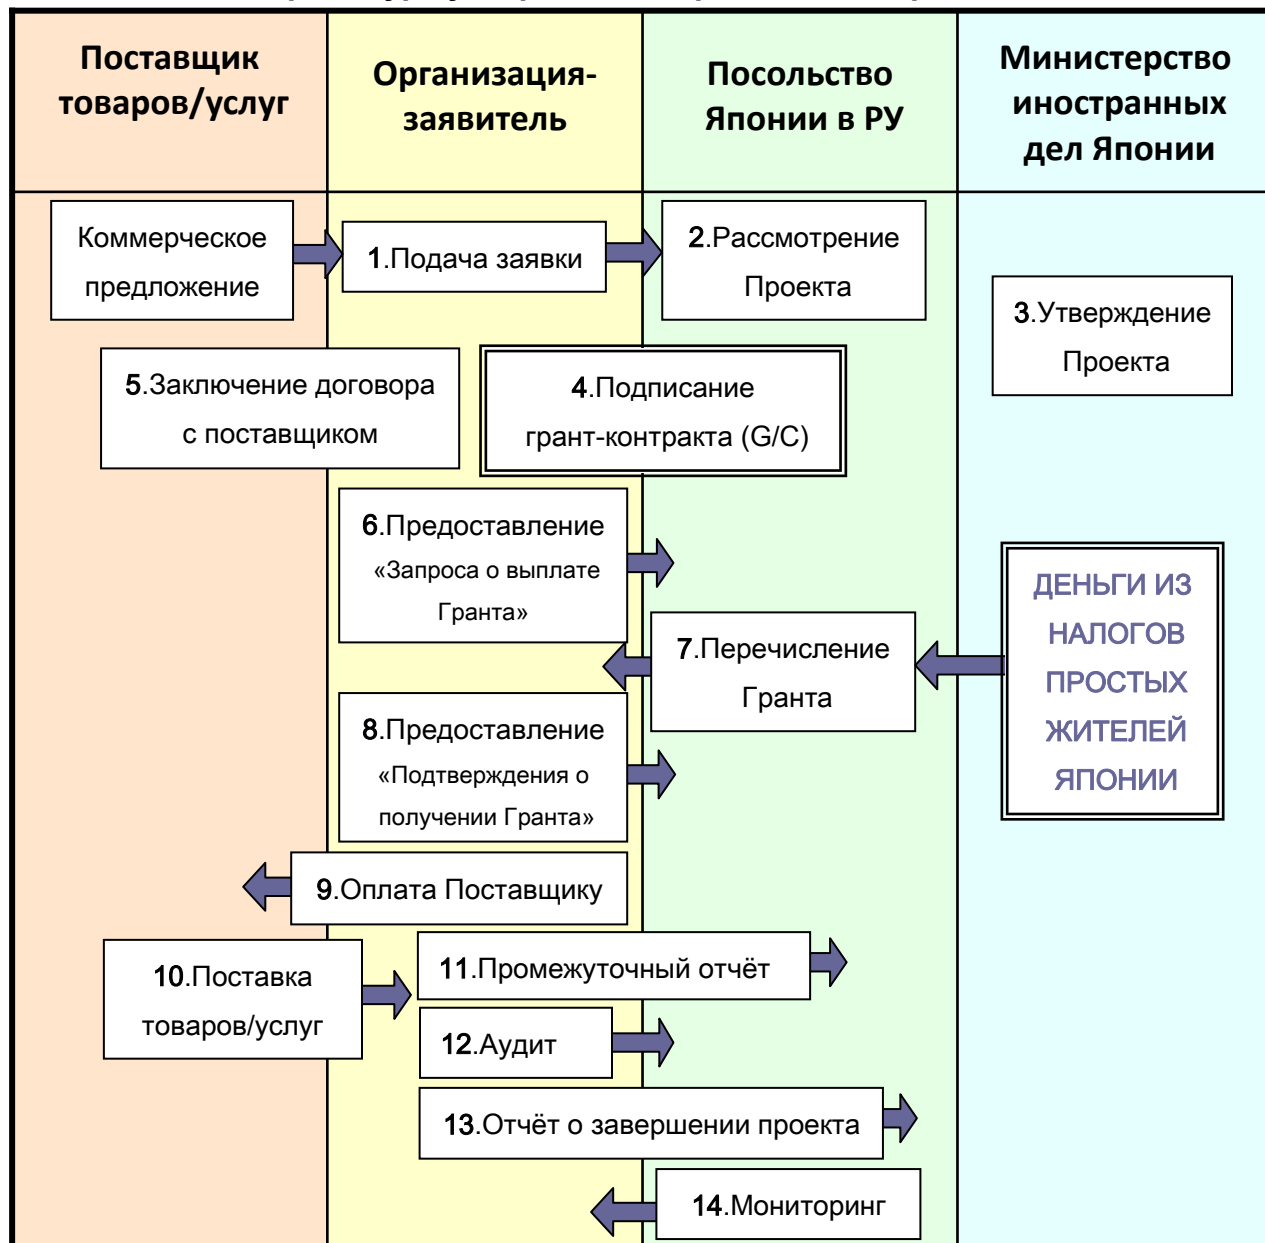 Поставщик
товаров/услуг
Организация-
заявитель
Посольство
Японии в РУ
Министерство
иностранных
дел Японии
Коммерческое
предложение
1.Подача заявки
2.Рассмотрение
Проекта
3.Утверждение
Проекта
5.Заключение договора
с поставщиком
4.Подписание
грант-контракта (G/C)
6.Предоставление
«Запроса о выплате
Гранта»
7.Перечисление
Гранта
ДЕНЬГИ ИЗ
НАЛОГОВ
ПРОСТЫХ
ЖИТЕЛЕЙ
ЯПОНИИ
8.Предоставление
«Подтверждения о
получении Гранта»
9.Оплата Поставщику
10.Поставка
товаров/услуг
11.Промежуточный отчёт
12.Аудит
13.Отчёт о завершении проекта
14.Мониторинг